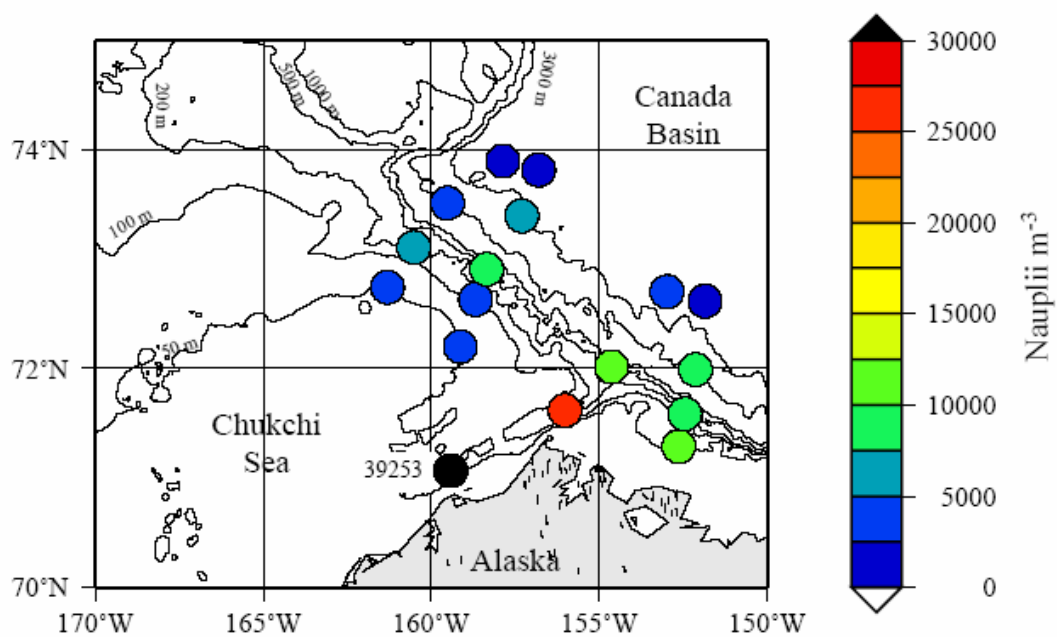 200 m
500 m
1000 m
3000 m
Canada
Basin
74°N
100 m
50 m
72°N
Chukchi
Sea
39253
Alaska
70°N
170°W
165°W
160°W
155°W
150°W
30000
25000
20000
15000
10000
5000
0
Nauplii m-3